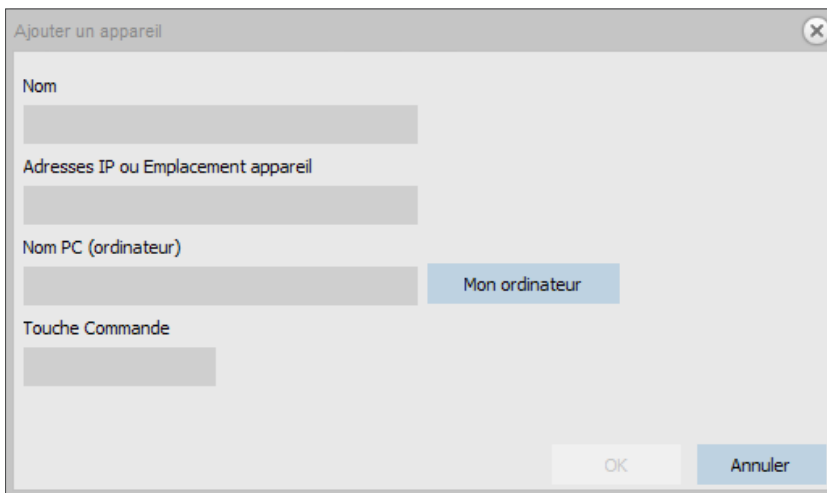 Ajouter un appareil
Nom
Adresses IP ou Emplacement appareil
Nom PC (ordinateur)
Mon ordinateur
Touche Commande
OK
Annuler